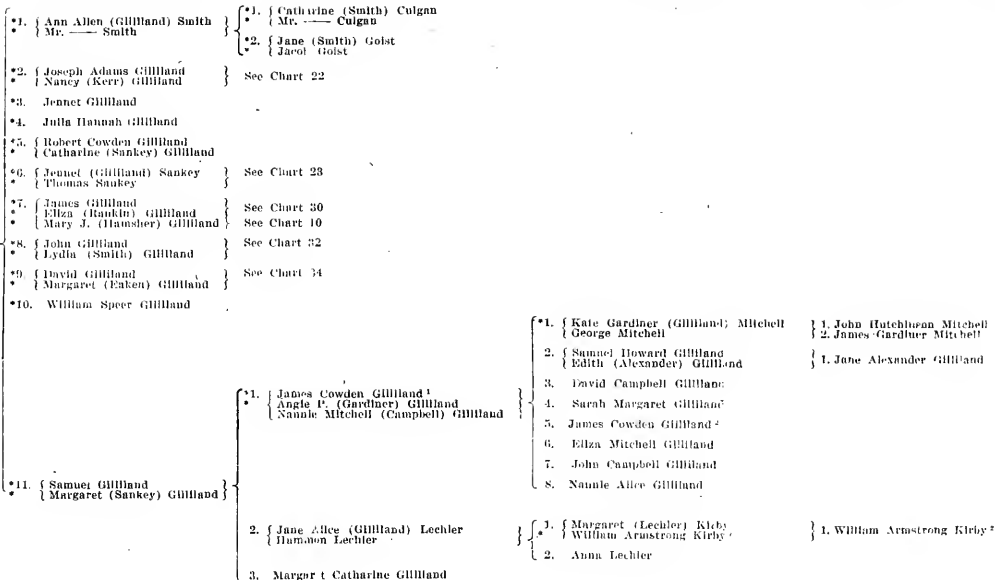 *1. { Ann Allen (Gilliland) Smith }
* { Mr. —— Smith }
*1. { Catharine (Smith) Culgan
* { Mr. —— Culgan
*2. { Jane (Smith) Goist
* { Jacob Goist
*2. { Joseph Adams Gilliland } See Chart 22
* { Nancy (Kerr) Gilliland }
*3. Jennet Gilliland
*4. Julia Hannah Gilliland
*5. { Robert Cowden Gilliland
* { Catharine (Sankey) Gilliland
*6. { Jennet (Gilliland) Sankey } See Chart 23
* { Thomas Sankey }
*7. { James Gilliland }
* { Eliza (Rankin) Gilliland } See Chart 30
* { Mary J. (Hamsher) Gilliland } See Chart 10
*8. { John Gilliland } See Chart 32
* { Lydia (Smith) Gilliland }
*9. { David Gilliland } See Chart 34
* { Margaret (Eaken) Gilliland }
*10. William Speer Gilliland
*11. { Samuel Gilliland }
* { Margaret (Sankey) Gilliland }
*1. { James Cowden Gilliland ¹ }
* { Angie P. (Gardiner) Gilliland }
{ Nannie Mitchell (Campbell) Gilliland }
*1. { Kate Gardiner (Gilliland) Mitchell } 1. John Hutchinson Mitchell
{ George Mitchell } 2. James Gardiner Mitchell
2. { Samuel Howard Gilliland } 1. Jane Alexander Gilliland
{ Edith (Alexander) Gilliland }
3. David Campbell Gilliland
4. Sarah Margaret Gilliland
5. James Cowden Gilliland ²
6. Eliza Mitchell Gilliland
7. John Campbell Gilliland
8. Nannie Alice Gilliland
2. { Jane Alice (Gilliland) Lechler }
{ Hammon Lechler }
1. { Margaret (Lechler) Kirby } 1. William Armstrong Kirby ²
* { William Armstrong Kirby }
2. Anna Lechler
3. Margaret Catharine Gilliland